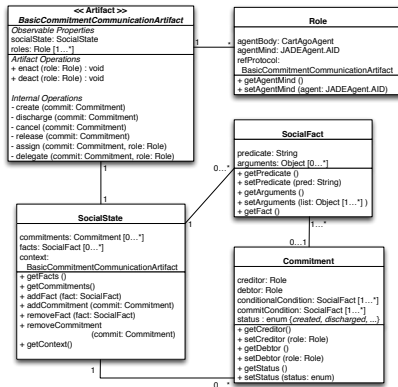 << Artifact >>
BasicCommitmentCommunicationArtifact
Observable Properties
socialState: SocialState
roles: Role [1...*]
Artifact Operations
+ enact (role: Role) : void
+ deact (role: Role) : void
Internal Operations
- create (commit: Commitment)
- discharge (commit: Commitment)
- cancel (commit: Commitment)
- release (commit: Commitment)
- assign (commit: Commitment, role: Role)
- delegate (commit: Commitment, role: Role)
1
*
Role
agentBody: CartAgoAgent
agentMind: JADEAgent.AID
refProtocol:
BasicCommitmentCommunicationArtifact
+ getAgentMind ()
+ setAgentMind (agent: JADEAgent.AID)
SocialFact
predicate: String
arguments: Object [0...*]
+ getPredicate ()
+ setPredicate (pred: String)
+ getArguments ()
+ setArguments (list: Object [1...*] )
+ getFact ()
1
1
0...*
1
1...*
0...1
SocialState
commitments: Commitment [0...*]
facts: SocialFact [0...*]
context:
BasicCommitmentCommunicationArtifact
+ getFacts ()
+ getCommitments()
+ addFact (fact: SocialFact)
+ addCommitment (commit: Commitment)
+ removeFact (fact: SocialFact)
+ removeCommitment
(commit: Commitment)
+ getContext()
Commitment
creditor: Role
debtor: Role
conditionalCondition: SocialFact [1...*]
commitCondition: SocialFact [1...*]
status : enum {created, discharged, ...}
+ getCreditor()
+ setCreditor (role: Role)
+ getDebtor ()
+ setDebtor (role: Role)
+ getStatus ()
+ setStatus (status: enum)
1
0...*